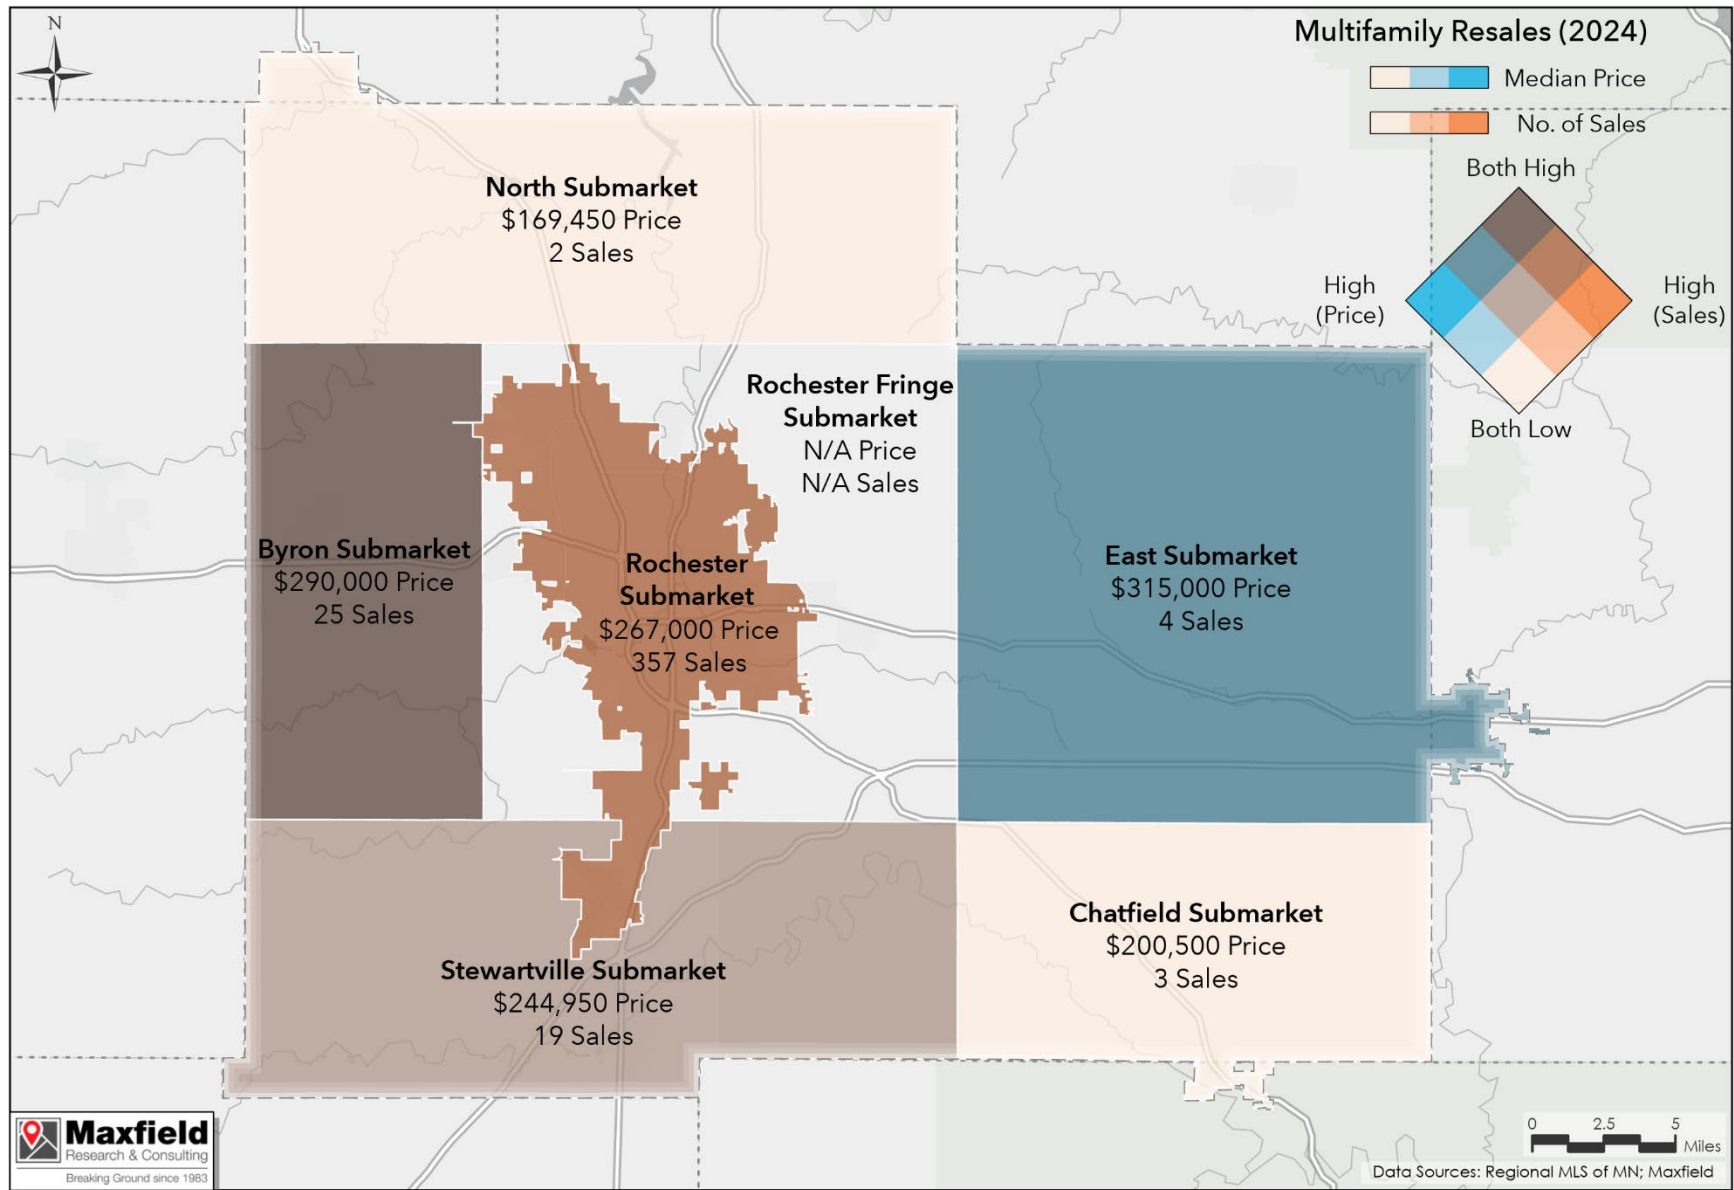 N
Multifamily Resales (2024)
Median Price
No. of Sales
Both High
High
(Price)
High
(Sales)
Both Low
North Submarket
$169,450 Price
2 Sales
Rochester Fringe
Submarket
N/A Price
N/A Sales
Byron Submarket
$290,000 Price
25 Sales
Rochester
Submarket
$267,000 Price
357 Sales
East Submarket
$315,000 Price
4 Sales
Chatfield Submarket
$200,500 Price
3 Sales
Stewartville Submarket
$244,950 Price
19 Sales
Maxfield
Research & Consulting
Breaking Ground since 1983
0 2.5 5
Miles
Data Sources: Regional MLS of MN; Maxfield